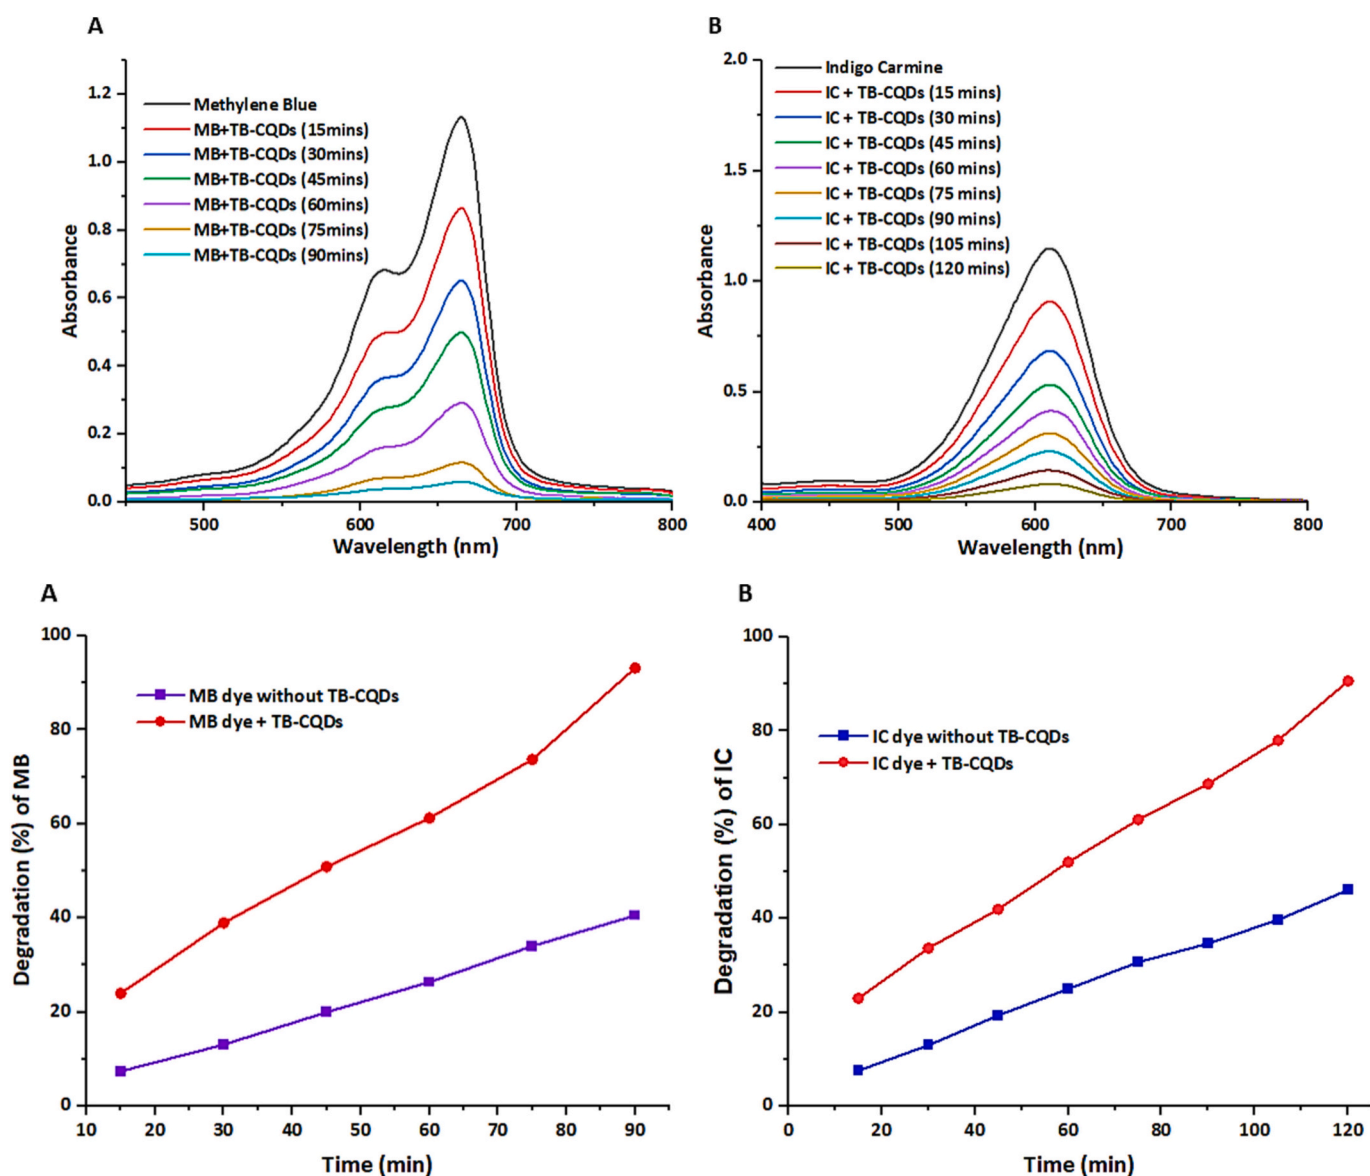 A
Absorbance
1.2
1.0
0.8
0.6
0.4
0.2
0.0
Methylene Blue
MB+TB-CQDs (15mins)
MB+TB-CQDs (30mins)
MB+TB-CQDs (45mins)
MB+TB-CQDs (60mins)
MB+TB-CQDs (75mins)
MB+TB-CQDs (90mins)
500 600 700 800
Wavelength (nm)
B
Absorbance
2.0
1.5
1.0
0.5
0.0
Indigo Carmine
IC + TB-CQDs (15 mins)
IC + TB-CQDs (30 mins)
IC + TB-CQDs (45 mins)
IC + TB-CQDs (60 mins)
IC + TB-CQDs (75 mins)
IC + TB-CQDs (90 mins)
IC + TB-CQDs (105 mins)
IC + TB-CQDs (120 mins)
400 500 600 700 800
Wavelength (nm)
A
Degradation (%) of MB
100
80
60
40
20
0
MB dye without TB-CQDs
MB dye + TB-CQDs
10 20 30 40 50 60 70 80 90
Time (min)
B
Degradation (%) of IC
100
80
60
40
20
0
IC dye without TB-CQDs
IC dye + TB-CQDs
0 20 40 60 80 100 120
Time (min)